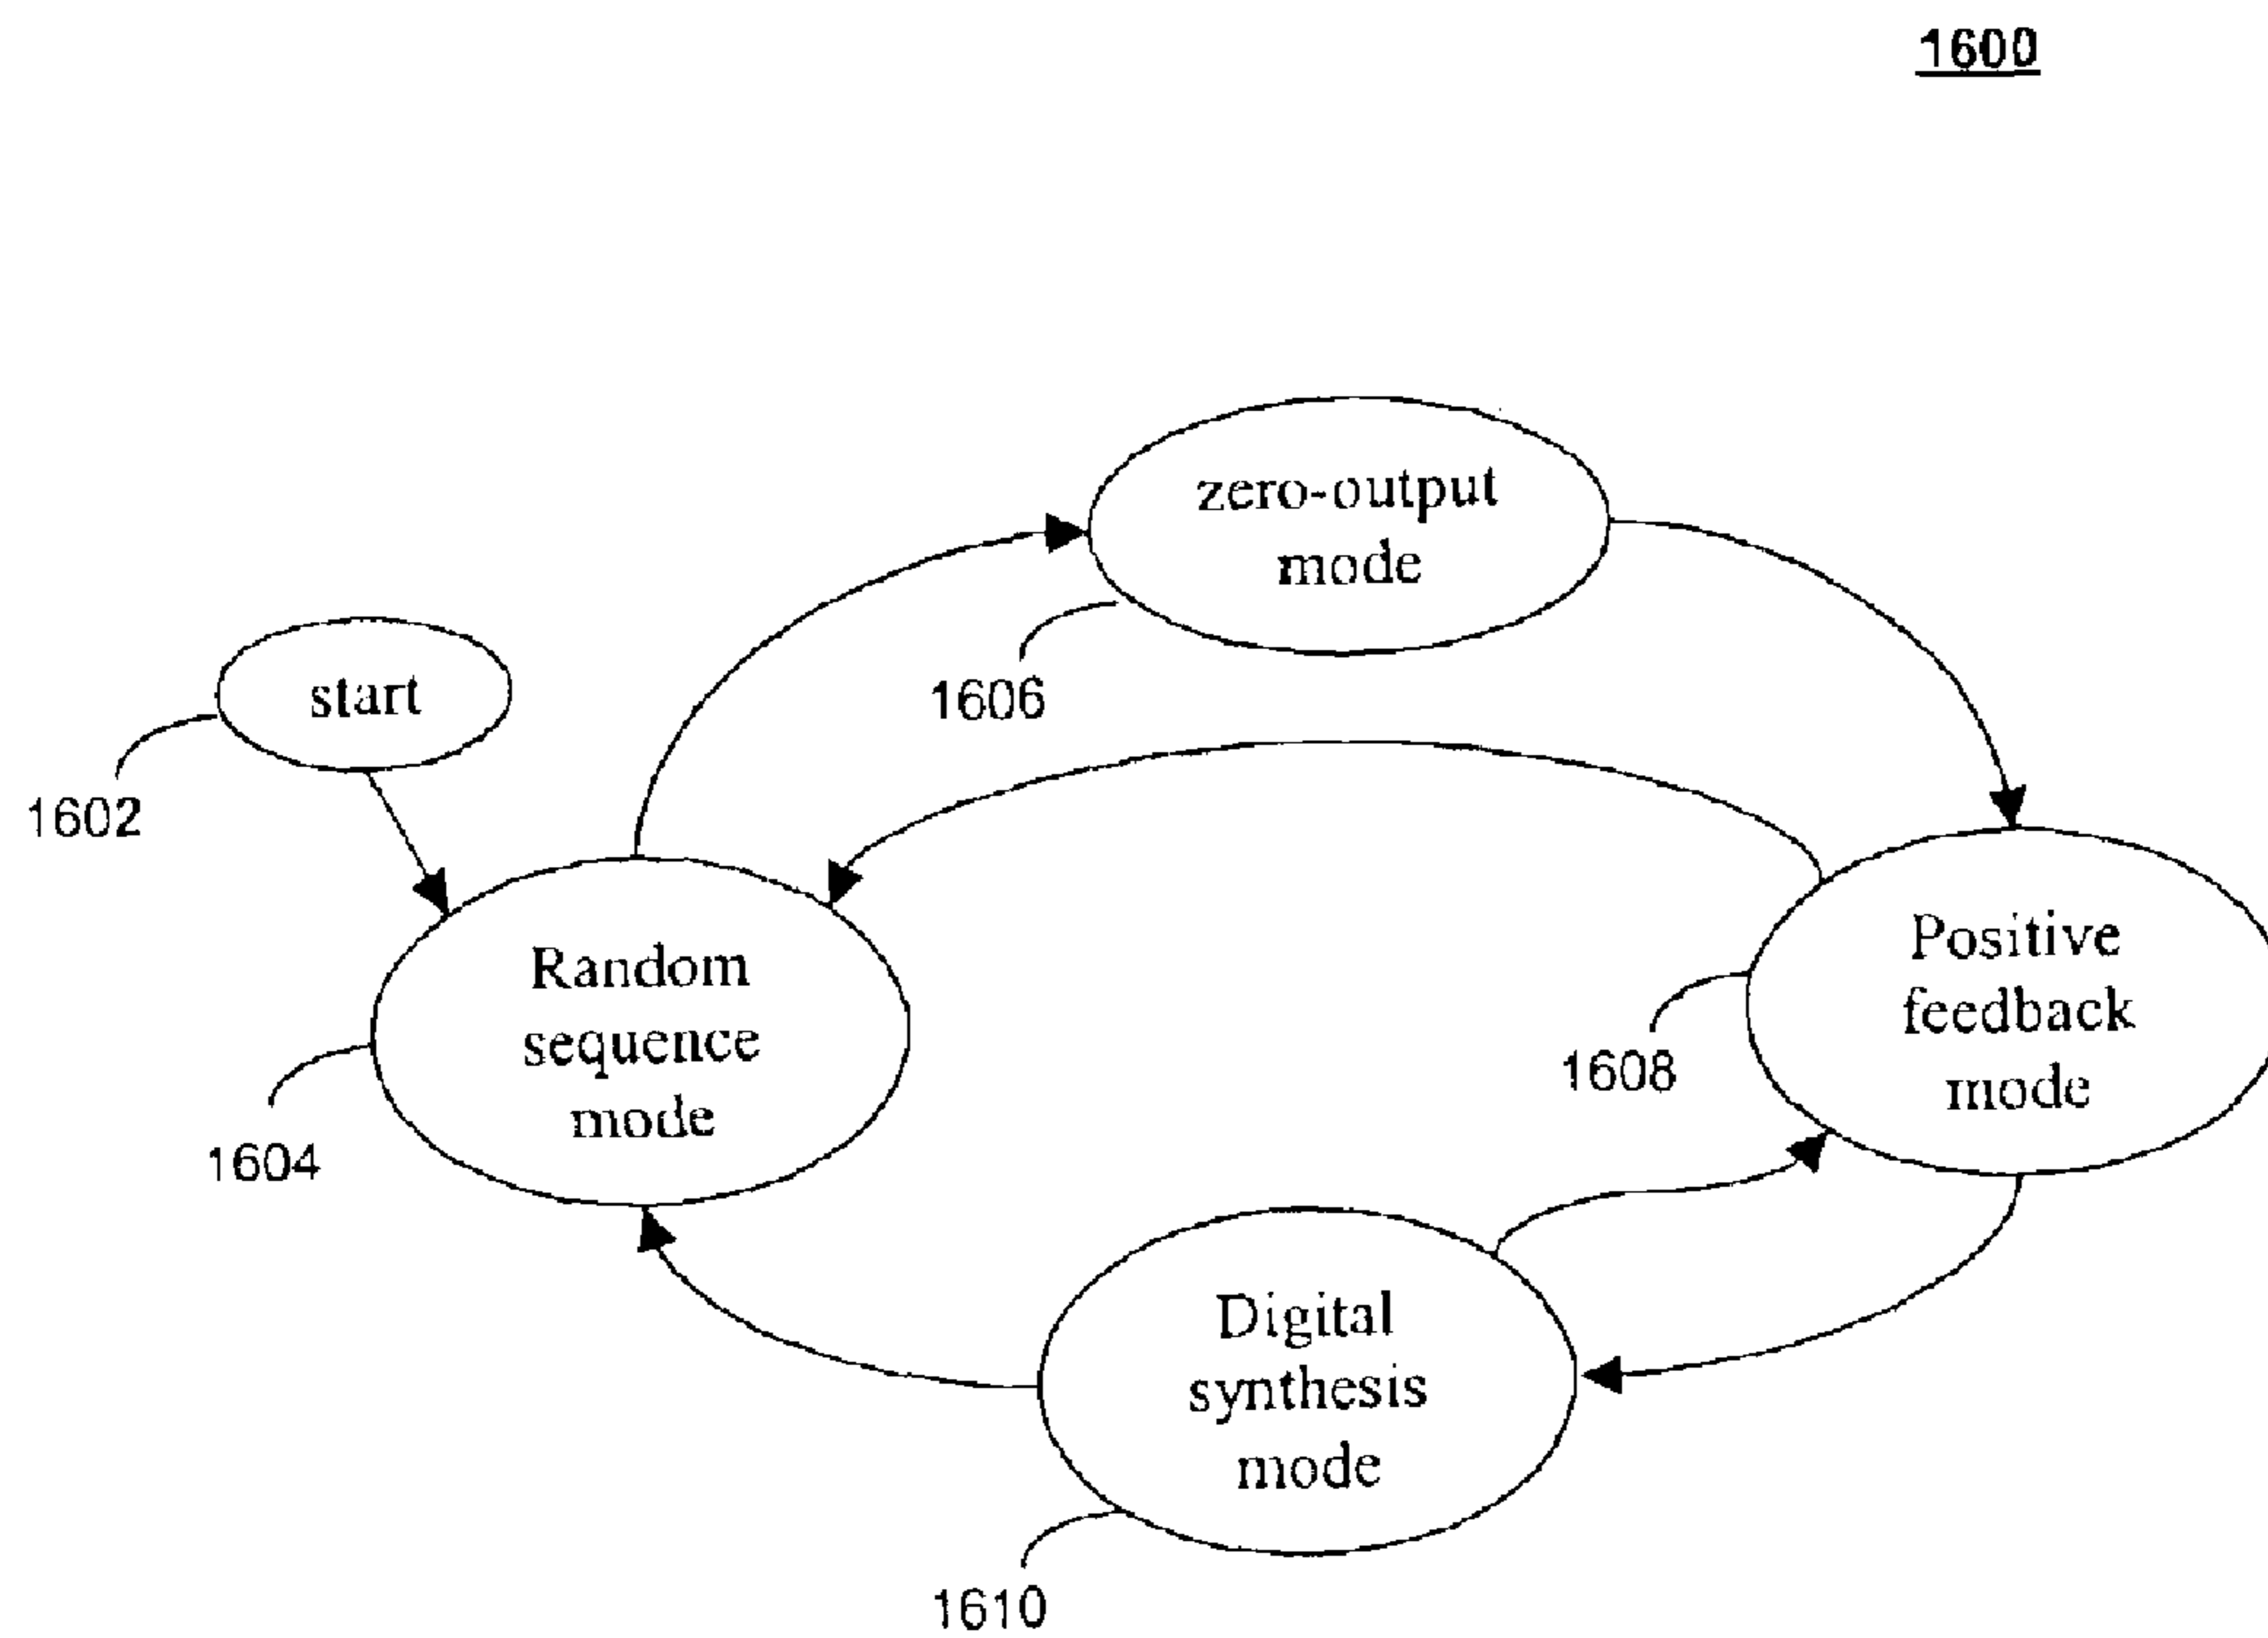 1600
zero-output
mode
1606
start
1602
Random
sequence
mode
1604
Positive
feedback
mode
1608
Digital
synthesis
mode
1610